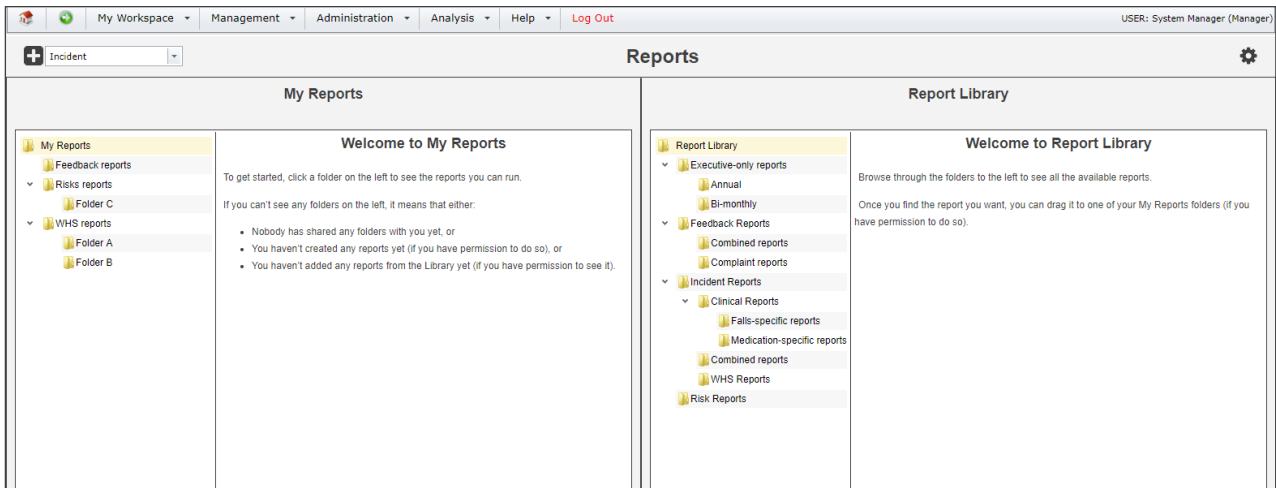 My Workspace Management Administration Analysis Help Log Out USER: System Manager (Manager)
Incident
Reports
My Reports
My Reports
Feedback reports
Risks reports
Folder C
WHS reports
Folder A
Folder B
Welcome to My Reports
To get started, click a folder on the left to see the reports you can run.
If you can't see any folders on the left, it means that either:
• Nobody has shared any folders with you yet, or
• You haven't created any reports yet (if you have permission to do so), or
• You haven't added any reports from the Library yet (if you have permission to see it).
Report Library
Report Library
Executive-only reports
Annual
Bi-monthly
Feedback Reports
Combined reports
Complaint reports
Incident Reports
Clinical Reports
Falls-specific reports
Medication-specific reports
Combined reports
WHS Reports
Risk Reports
Welcome to Report Library
Browse through the folders to the left to see all the available reports.
Once you find the report you want, you can drag it to one of your My Reports folders (if you
have permission to do so).